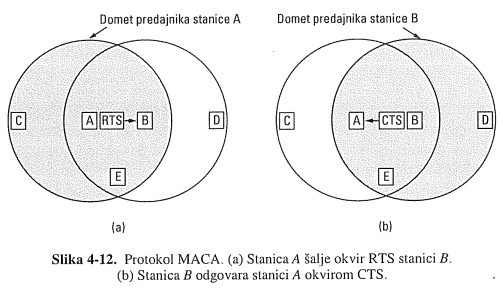 Domet predajnika stanice A
Domet predajnika stanice B
C
A
RTS
B
D
E
C
A
CTS
B
D
E
(a)
(b)
Slika 4-12. Protokol MACA. (a) Stanica A šalje okvir RTS stanici B.
(b) Stanica B odgovara stanici A okvirom CTS.